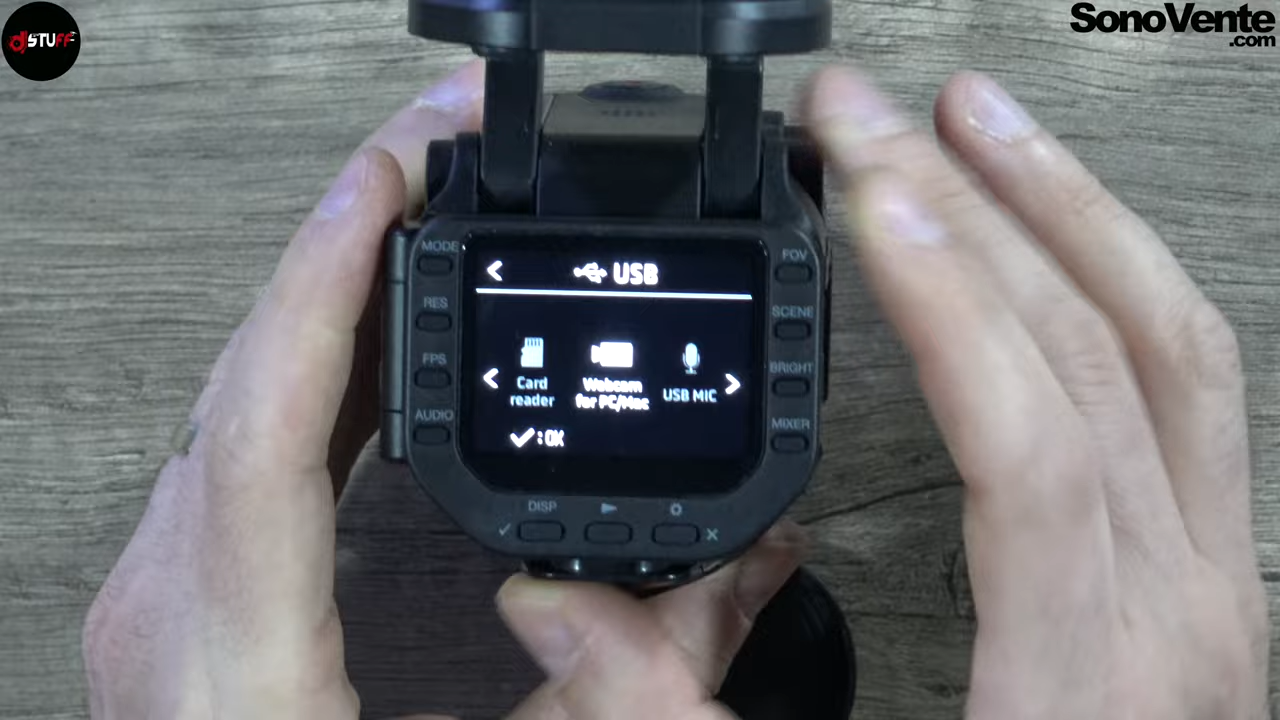 dJSTUFF
SonoVente
.com
MODE
RES
FPS
AUDIO
< USB
Card
reader
Webcam
for PC/Mac
USB MIC
✓:OK
FOV
SCENE
BRIGHT
MIXER
✓ DISP
X